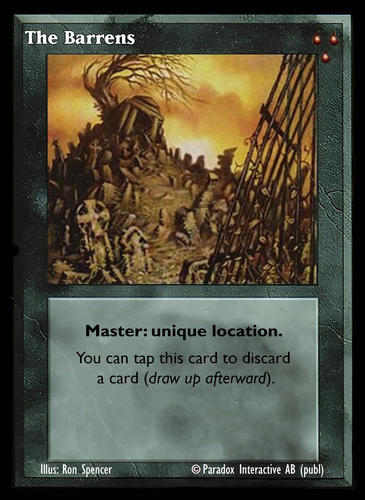 The Barrens
Master: unique location.
You can tap this card to discard
a card (draw up afterward).
Illus: Ron Spencer
© Paradox Interactive AB (publ)